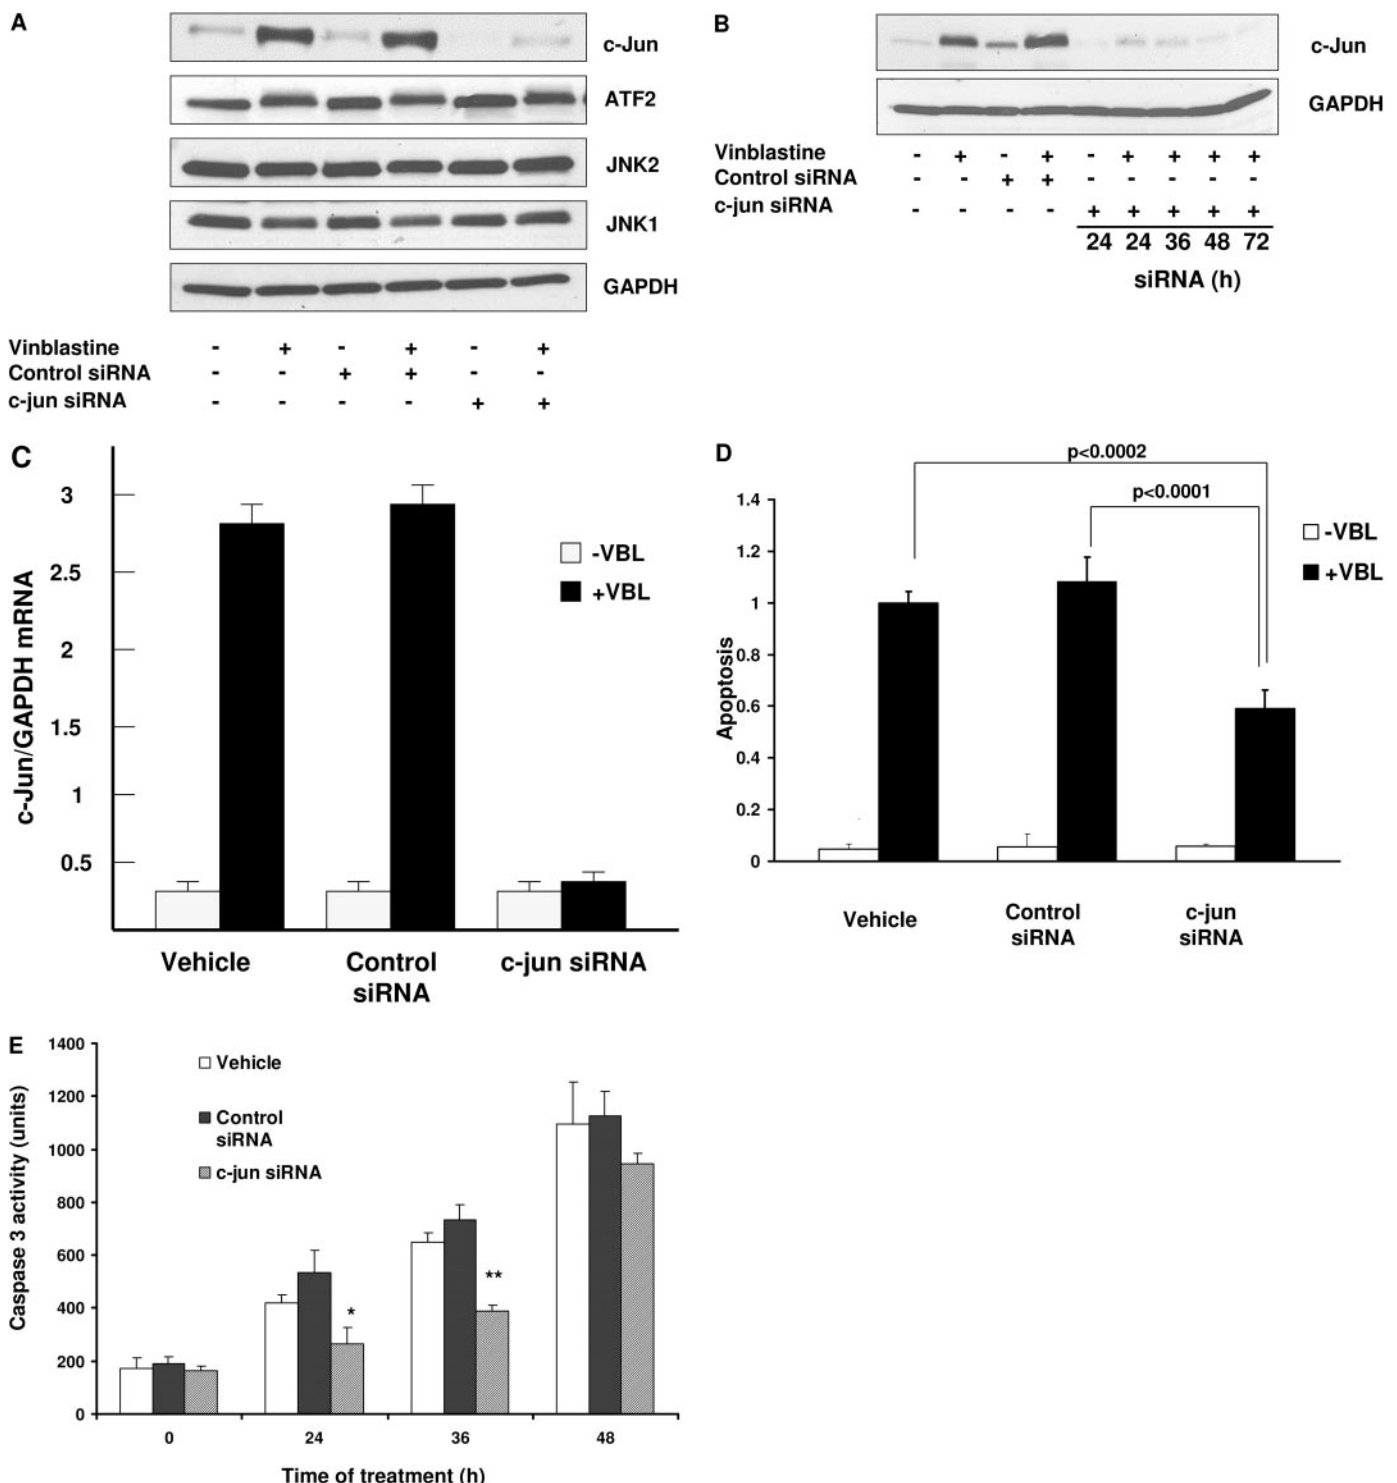 A
c-Jun
ATF2
JNK2
JNK1
GAPDH
Vinblastine - + - + - +
Control siRNA - - + + - -
c-jun siRNA - - - - + +
B
c-Jun
GAPDH
Vinblastine - + - + - + + + +
Control siRNA - - + + - - - - -
c-jun siRNA - - - - + + + + +
24 24 36 48 72
siRNA (h)
C
c-Jun/GAPDH mRNA
3
2.5
2
1.5
1
0.5
-VBL
+VBL
Vehicle
Control
siRNA
c-jun siRNA
D
p<0.0002
p<0.0001
Apoptosis
1.4
1.2
1
0.8
0.6
0.4
0.2
0
-VBL
+VBL
Vehicle
Control
siRNA
c-jun
siRNA
E
Caspase 3 activity (units)
1400
1200
1000
800
600
400
200
0
Vehicle
Control
siRNA
c-jun siRNA
*
**
0 24 36 48
Time of treatment (h)